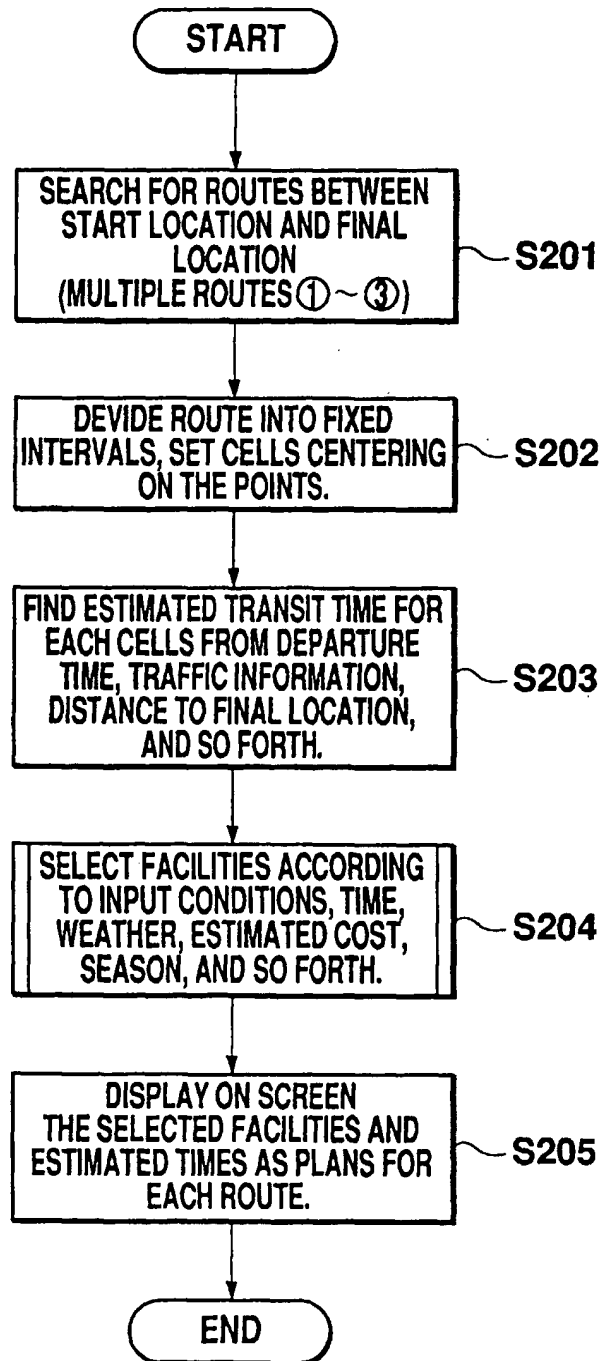 START
SEARCH FOR ROUTES BETWEEN
START LOCATION AND FINAL
LOCATION
(MULTIPLE ROUTES ① ~ ③)
S201
DEVIDE ROUTE INTO FIXED
INTERVALS, SET CELLS CENTERING
ON THE POINTS.
S202
FIND ESTIMATED TRANSIT TIME FOR
EACH CELLS FROM DEPARTURE
TIME, TRAFFIC INFORMATION,
DISTANCE TO FINAL LOCATION,
AND SO FORTH.
S203
SELECT FACILITIES ACCORDING
TO INPUT CONDITIONS, TIME,
WEATHER, ESTIMATED COST,
SEASON, AND SO FORTH.
S204
DISPLAY ON SCREEN
THE SELECTED FACILITIES AND
ESTIMATED TIMES AS PLANS FOR
EACH ROUTE.
S205
END